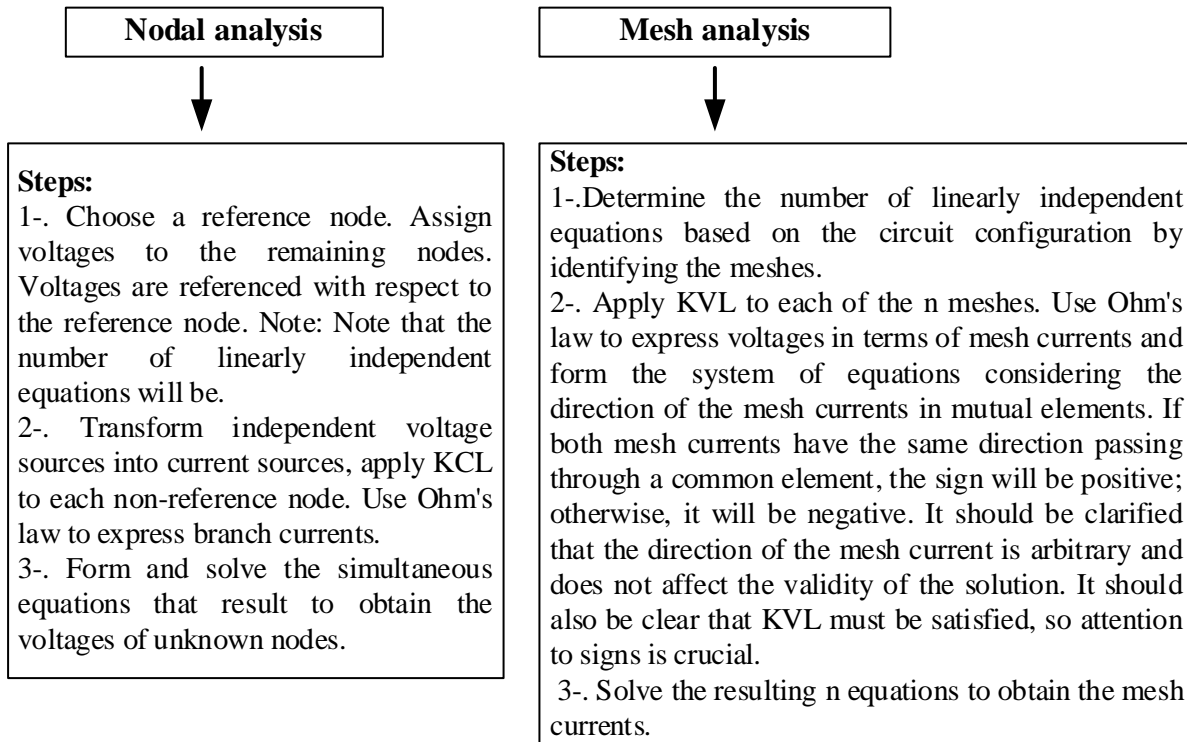 Nodal analysis
Mesh analysis
Steps:
1-. Choose a reference node. Assign
voltages to the remaining nodes.
Voltages are referenced with respect to
the reference node. Note: Note that the
number of linearly independent
equations will be.
2-. Transform independent voltage
sources into current sources, apply KCL
to each non-reference node. Use Ohm's
law to express branch currents.
3-. Form and solve the simultaneous
equations that result to obtain the
voltages of unknown nodes.
Steps:
1-.Determine the number of linearly independent
equations based on the circuit configuration by
identifying the meshes.
2-. Apply KVL to each of the n meshes. Use Ohm's
law to express voltages in terms of mesh currents and
form the system of equations considering the
direction of the mesh currents in mutual elements. If
both mesh currents have the same direction passing
through a common element, the sign will be positive;
otherwise, it will be negative. It should be clarified
that the direction of the mesh current is arbitrary and
does not affect the validity of the solution. It should
also be clear that KVL must be satisfied, so attention
to signs is crucial.
3-. Solve the resulting n equations to obtain the mesh
currents.